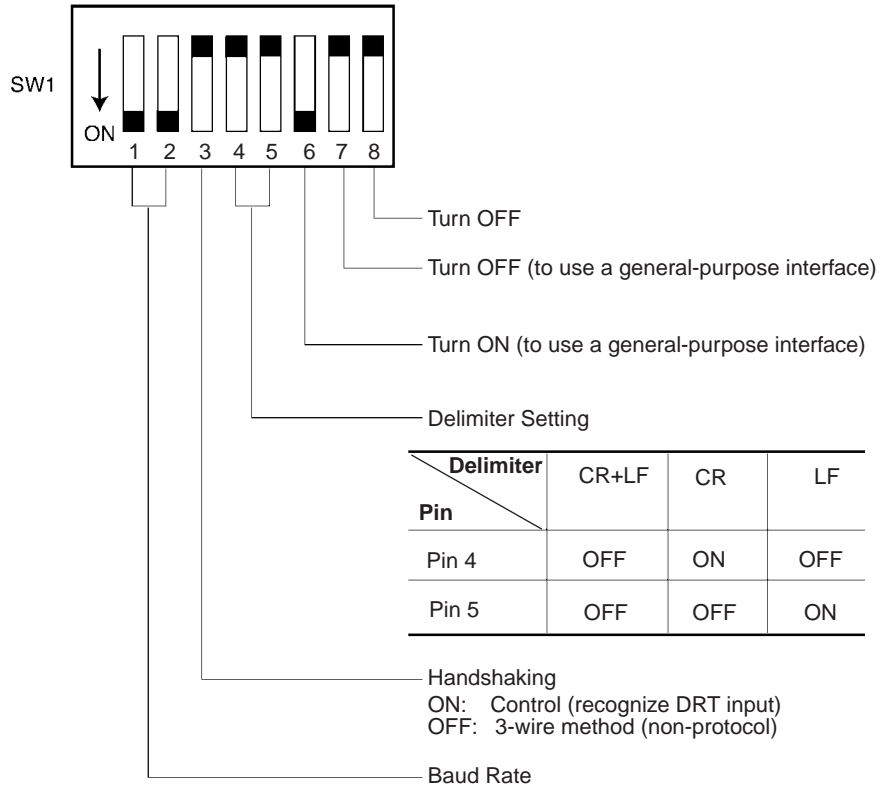 SW1
ON
1 2 3 4 5 6 7 8
Turn OFF
Turn OFF (to use a general-purpose interface)
Turn ON (to use a general-purpose interface)
Delimiter Setting
Delimiter CR+LF CR LF
Pin
Pin 4 OFF ON OFF
Pin 5 OFF OFF ON
Handshaking
ON: Control (recognize DRT input)
OFF: 3-wire method (non-protocol)
Baud Rate